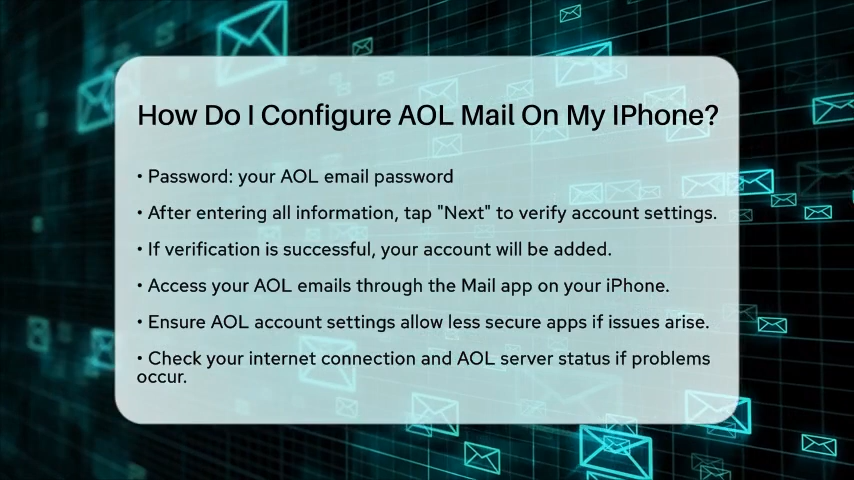 How Do I Configure AOL Mail On My IPhone?
• Password: your AOL email password
• After entering all information, tap "Next" to verify account settings.
• If verification is successful, your account will be added.
• Access your AOL emails through the Mail app on your iPhone.
• Ensure AOL account settings allow less secure apps if issues arise.
• Check your internet connection and AOL server status if problems
occur.